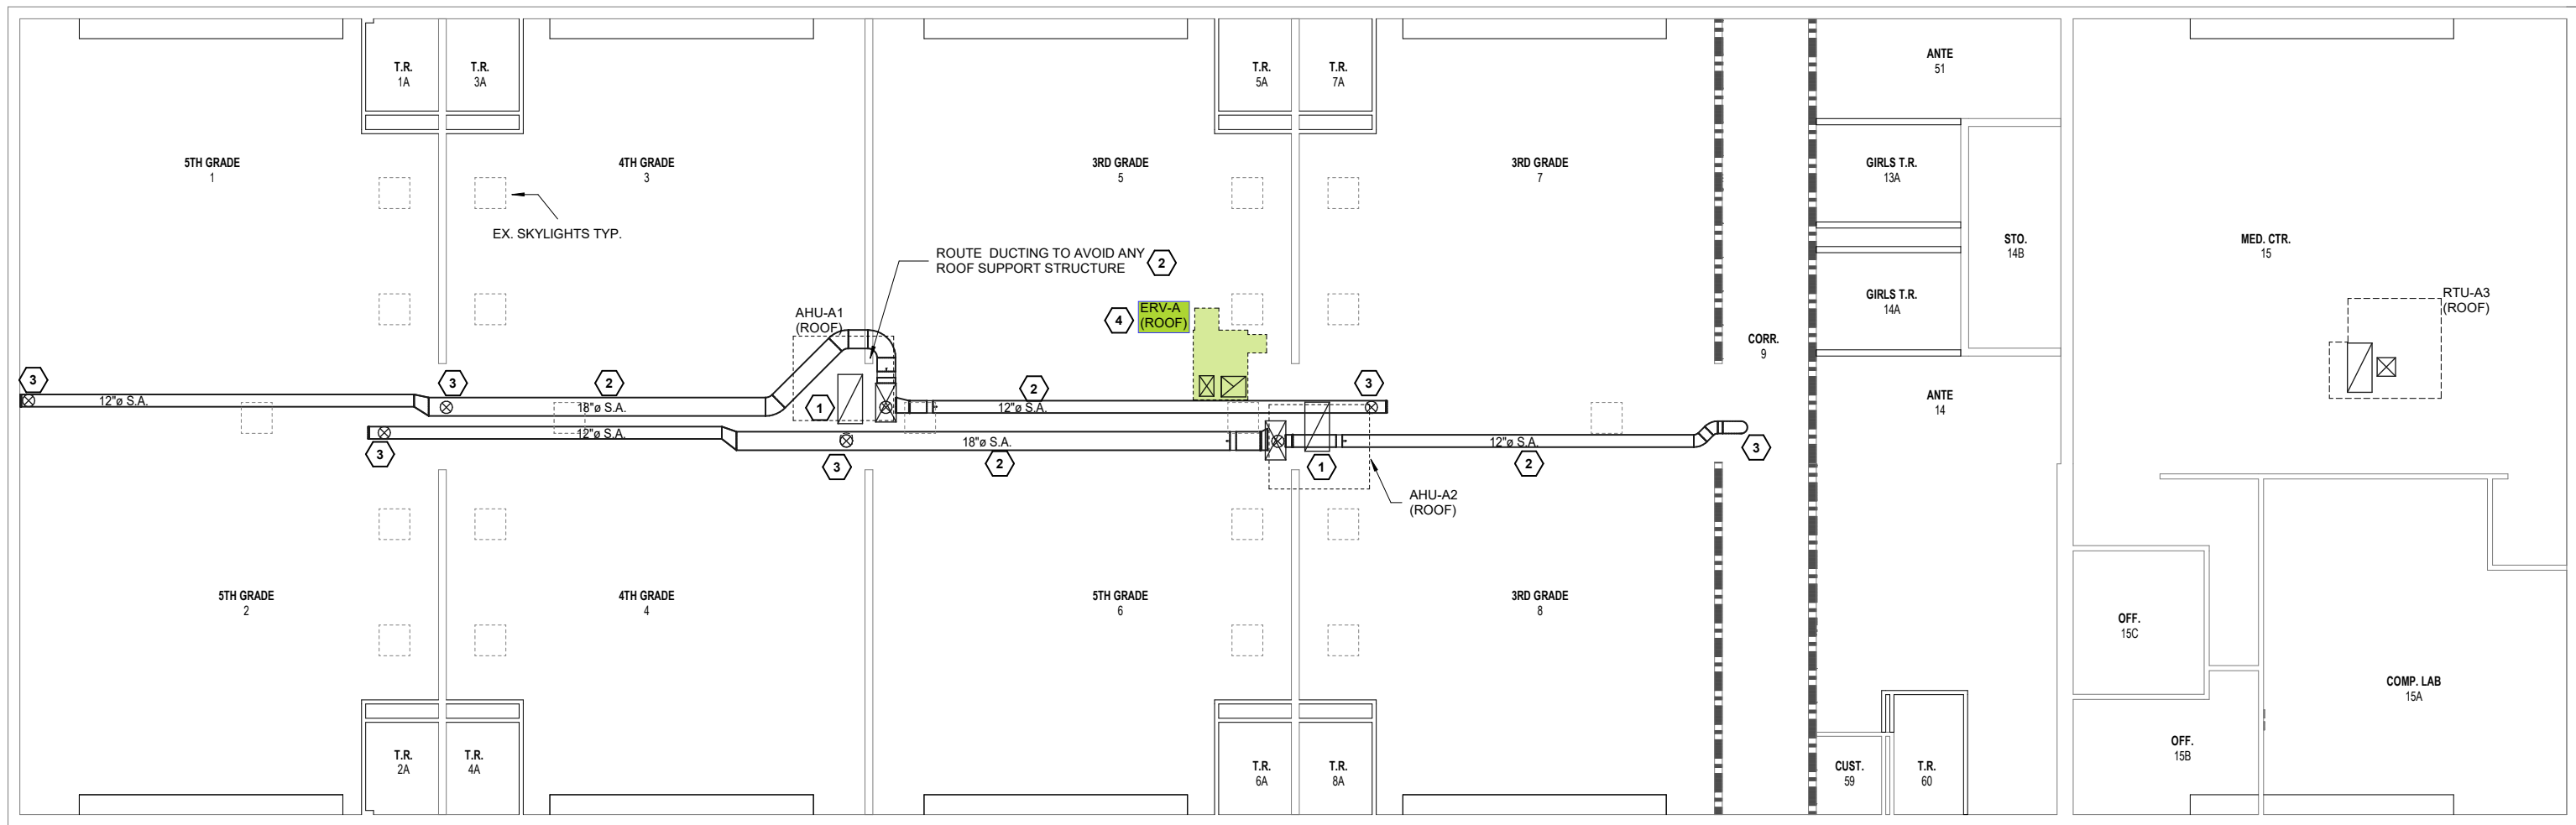 T.R.
1A
T.R.
3A
T.R.
5A
T.R.
7A
ANTE
51
5TH GRADE
1
4TH GRADE
3
3RD GRADE
5
3RD GRADE
7
GIRLS T.R.
13A
EX. SKYLIGHTS TYP.
STO.
14B
MED. CTR.
15
ROUTE DUCTING TO AVOID ANY
ROOF SUPPORT STRUCTURE
2
GIRLS T.R.
14A
RTU-A3
(ROOF)
AHU-A1
(ROOF)
4
ERV-A
(ROOF)
CORR.
9
3
3
2
2
3
ANTE
14
12"ø S.A.
18"ø S.A.
1
12"ø S.A.
12"ø S.A.
18"ø S.A.
12"ø S.A.
3
3
2
1
2
3
AHU-A2
(ROOF)
5TH GRADE
2
4TH GRADE
4
5TH GRADE
6
3RD GRADE
8
OFF.
15C
COMP. LAB
15A
T.R.
2A
T.R.
4A
T.R.
6A
T.R.
8A
CUST.
59
T.R.
60
OFF.
15B